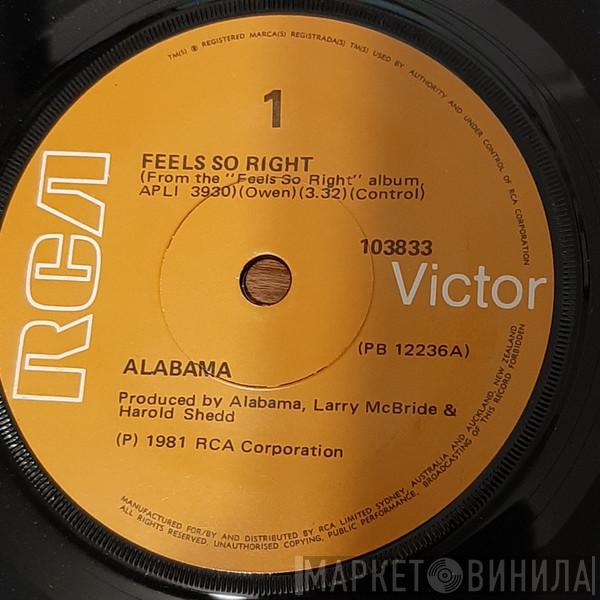 TM(S) ® REGISTERED MARCA(S) REGISTRADA(S) TM(S) USED BY AUTHORITY AND UNDER CONTROL OF RCA CORPORATION
1
FEELS SO RIGHT
(From the "Feels So Right" album,
APLI 3930)(Owen)(3.32)(Control)
103833
RCA Victor
(PB 12236A)
ALABAMA
Produced by Alabama, Larry McBride &
Harold Shedd
(P) 1981 RCA Corporation
MANUFACTURED FOR/BY AND DISTRIBUTED BY RCA LIMITED SYDNEY, AUSTRALIA AND AUCKLAND, NEW ZEALAND
ALL RIGHTS RESERVED. UNAUTHORISED COPYING, PUBLIC PERFORMANCE, BROADCASTING OF THIS RECORD FORBIDDEN
МАРКЕТ ВИНИЛА